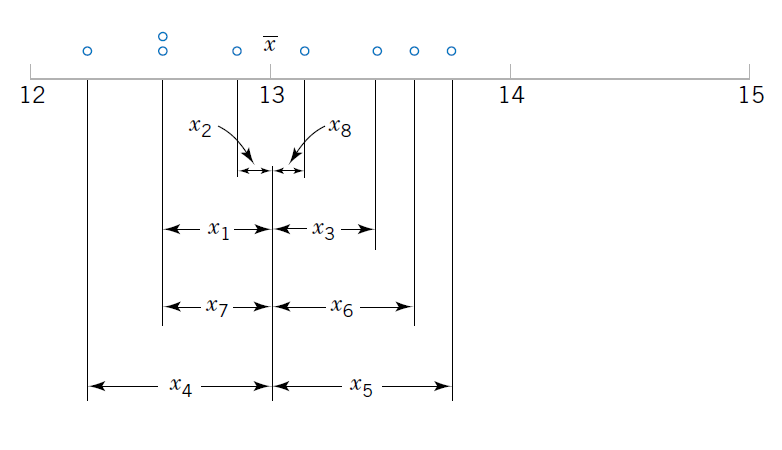 x̅
12 13 14 15
x₂ x₈
x₁ x₃
x₇ x₆
x₄ x₅